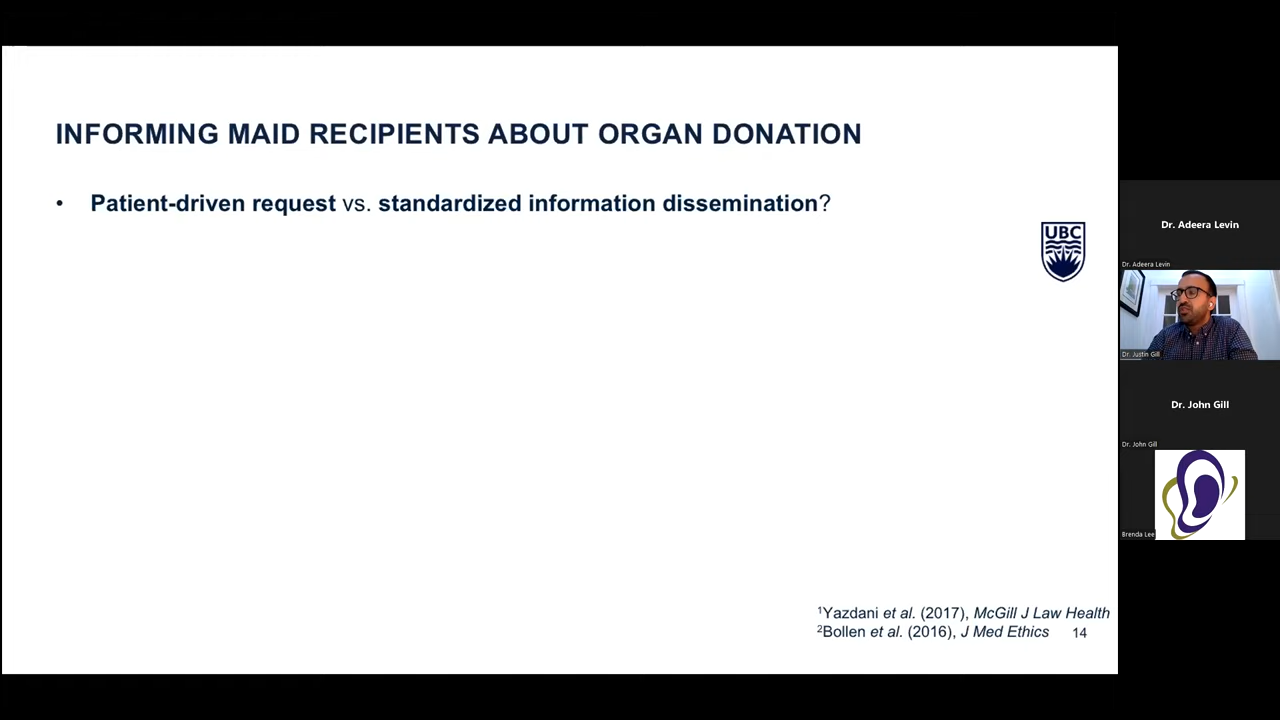 INFORMING MAID RECIPIENTS ABOUT ORGAN DONATION
• Patient-driven request vs. standardized information dissemination?
UBC
¹Yazdani et al. (2017), McGill J Law Health
²Bollen et al. (2016), J Med Ethics
14
Dr. Adeera Levin
Dr. Adeera Levin
Dr. Justin Gill
Dr. John Gill
Dr. John Gill
Brenda Lee